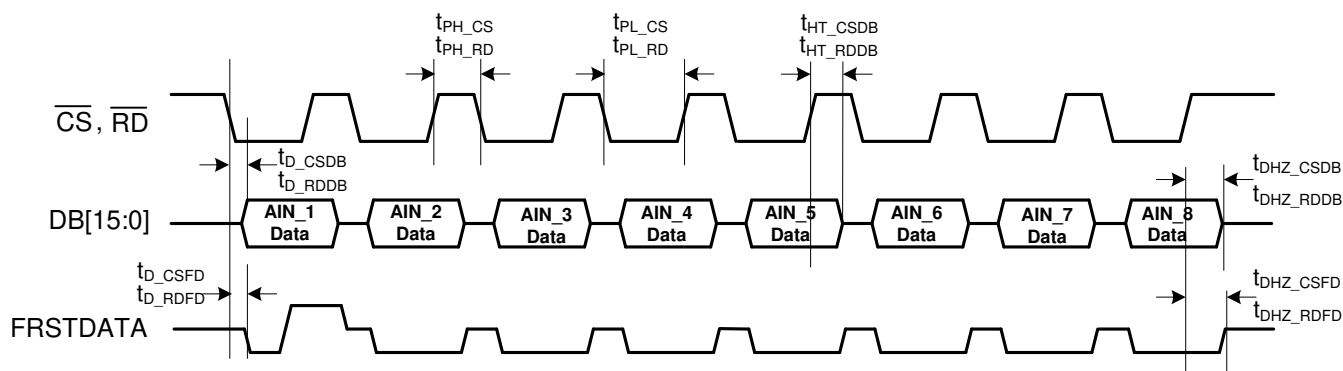 tPH_CS
tPH_RD
tPL_CS
tPL_RD
tHT_CSDB
tHT_RDDB
CS, RD
tD_CSDB
tD_RDDB
tDHZ_CSDB
tDHZ_RDDB
DB[15:0]
AIN_1
Data
AIN_2
Data
AIN_3
Data
AIN_4
Data
AIN_5
Data
AIN_6
Data
AIN_7
Data
AIN_8
Data
tD_CSFD
tD_RDFD
tDHZ_CSFD
tDHZ_RDFD
FRSTDATA